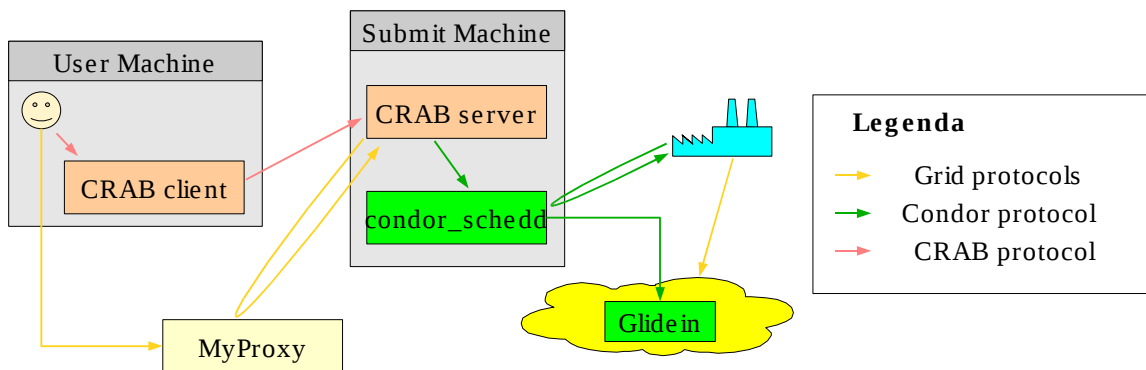 User Machine
CRAB client
MyProxy
Submit Machine
CRAB server
condor_schedd
Glidein
Legenda
Grid protocols
Condor protocol
CRAB protocol